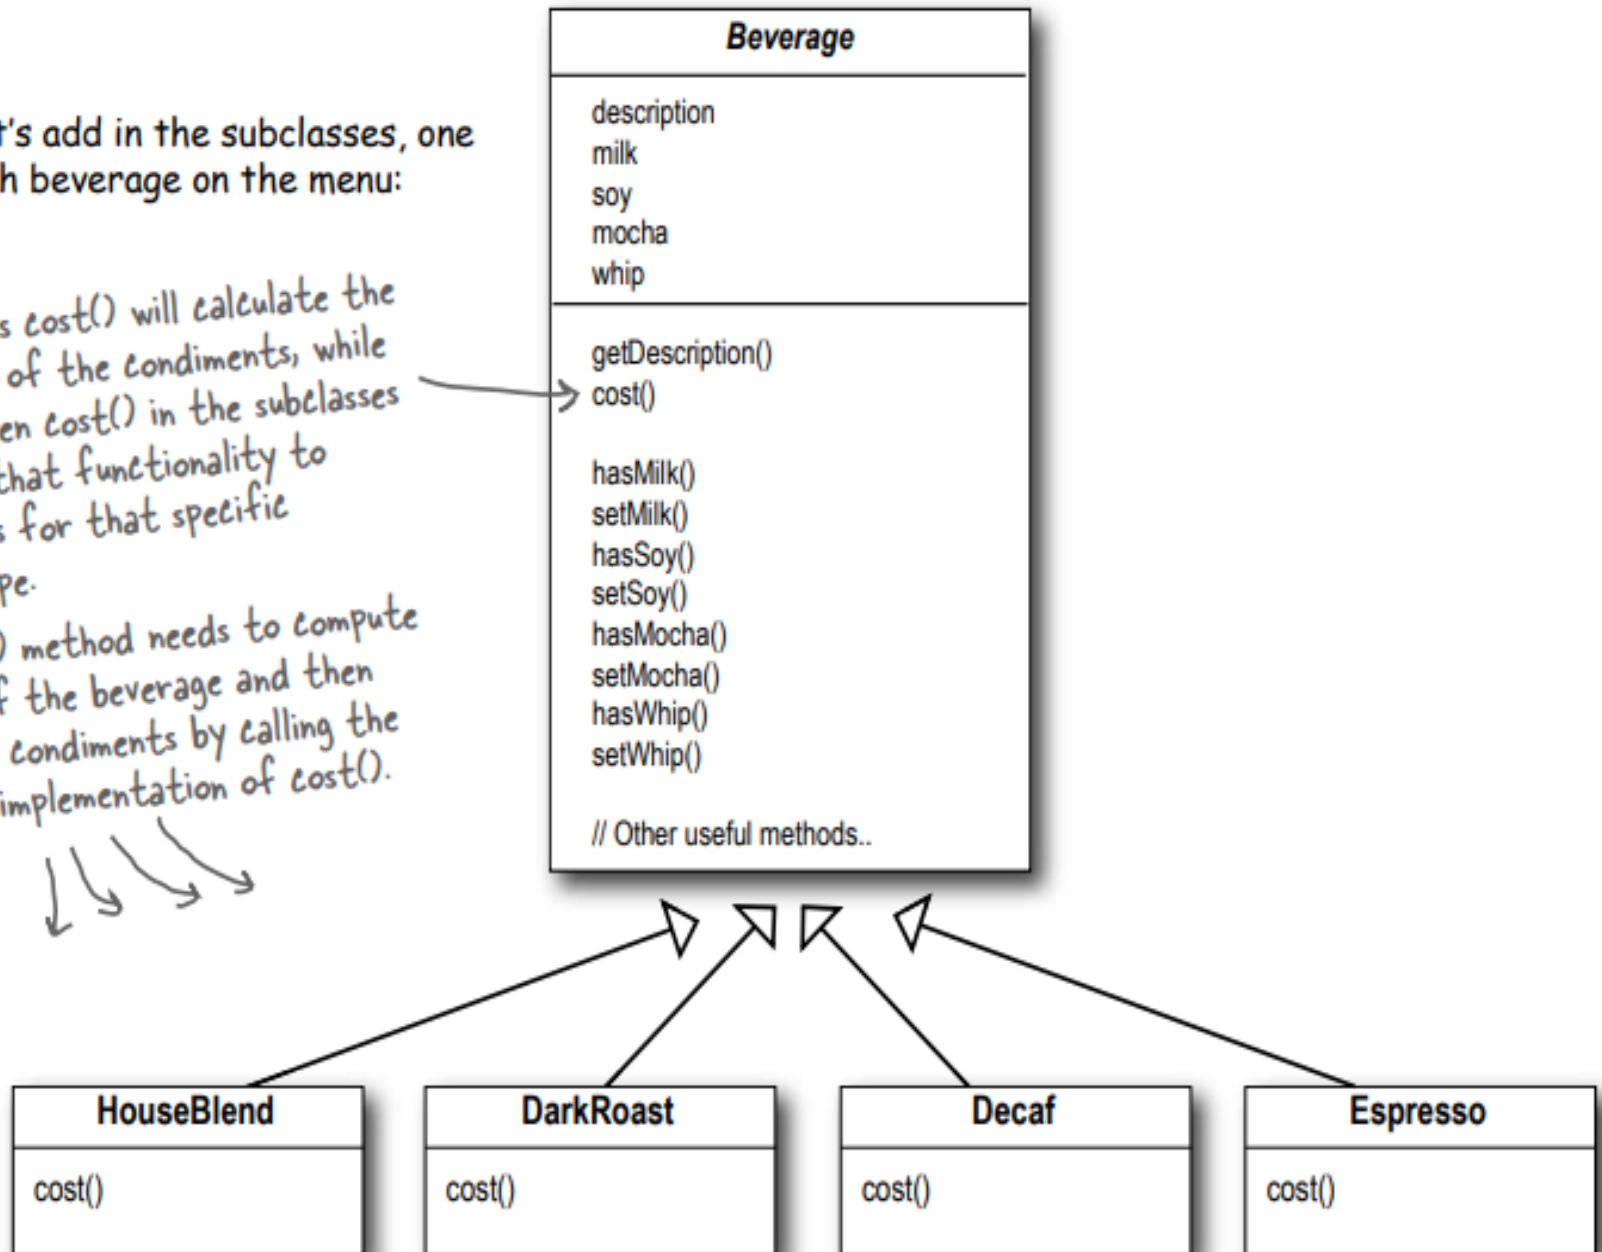 t's add in the subclasses, one
h beverage on the menu:
s cost() will calculate the
of the condiments, while
en cost() in the subclasses
that functionality to
s for that specific
pe.
) method needs to compute
f the beverage and then
condiments by calling the
implementation of cost().
Beverage
description
milk
soy
mocha
whip
getDescription()
cost()
hasMilk()
setMilk()
hasSoy()
setSoy()
hasMocha()
setMocha()
hasWhip()
setWhip()
// Other useful methods..
HouseBlend
cost()
DarkRoast
cost()
Decaf
cost()
Espresso
cost()